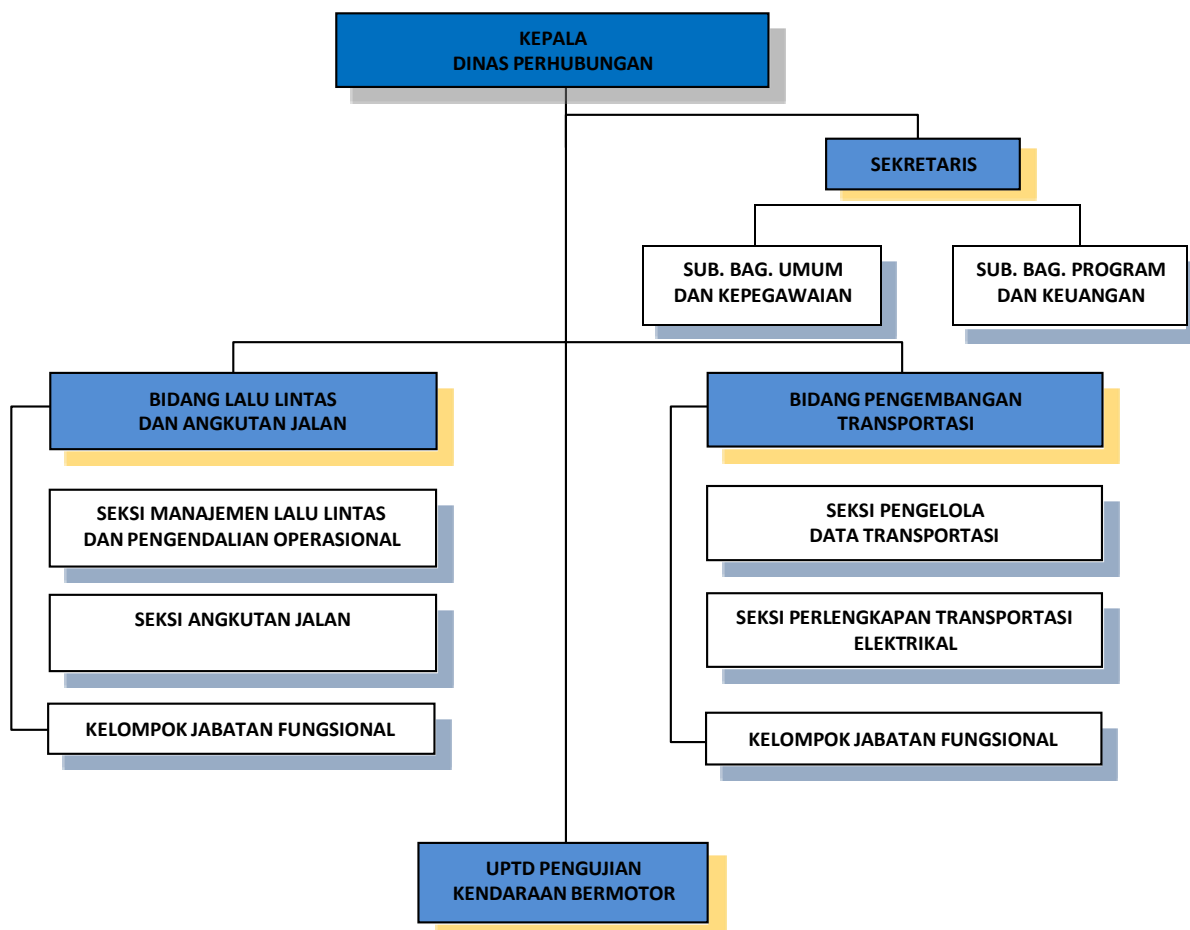 KEPALA
DINAS PERHUBUNGAN
SEKRETARIS
SUB. BAG. UMUM
DAN KEPEGAWAIAN
SUB. BAG. PROGRAM
DAN KEUANGAN
BIDANG LALU LINTAS
DAN ANGKUTAN JALAN
SEKSI MANAJEMEN LALU LINTAS
DAN PENGENDALIAN OPERASIONAL
SEKSI ANGKUTAN JALAN
KELOMPOK JABATAN FUNGSIONAL
BIDANG PENGEMBANGAN
TRANSPORTASI
SEKSI PENGELOLA
DATA TRANSPORTASI
SEKSI PERLENGKAPAN TRANSPORTASI
ELEKTRIKAL
KELOMPOK JABATAN FUNGSIONAL
UPTD PENGUJIAN
KENDARAAN BERMOTOR